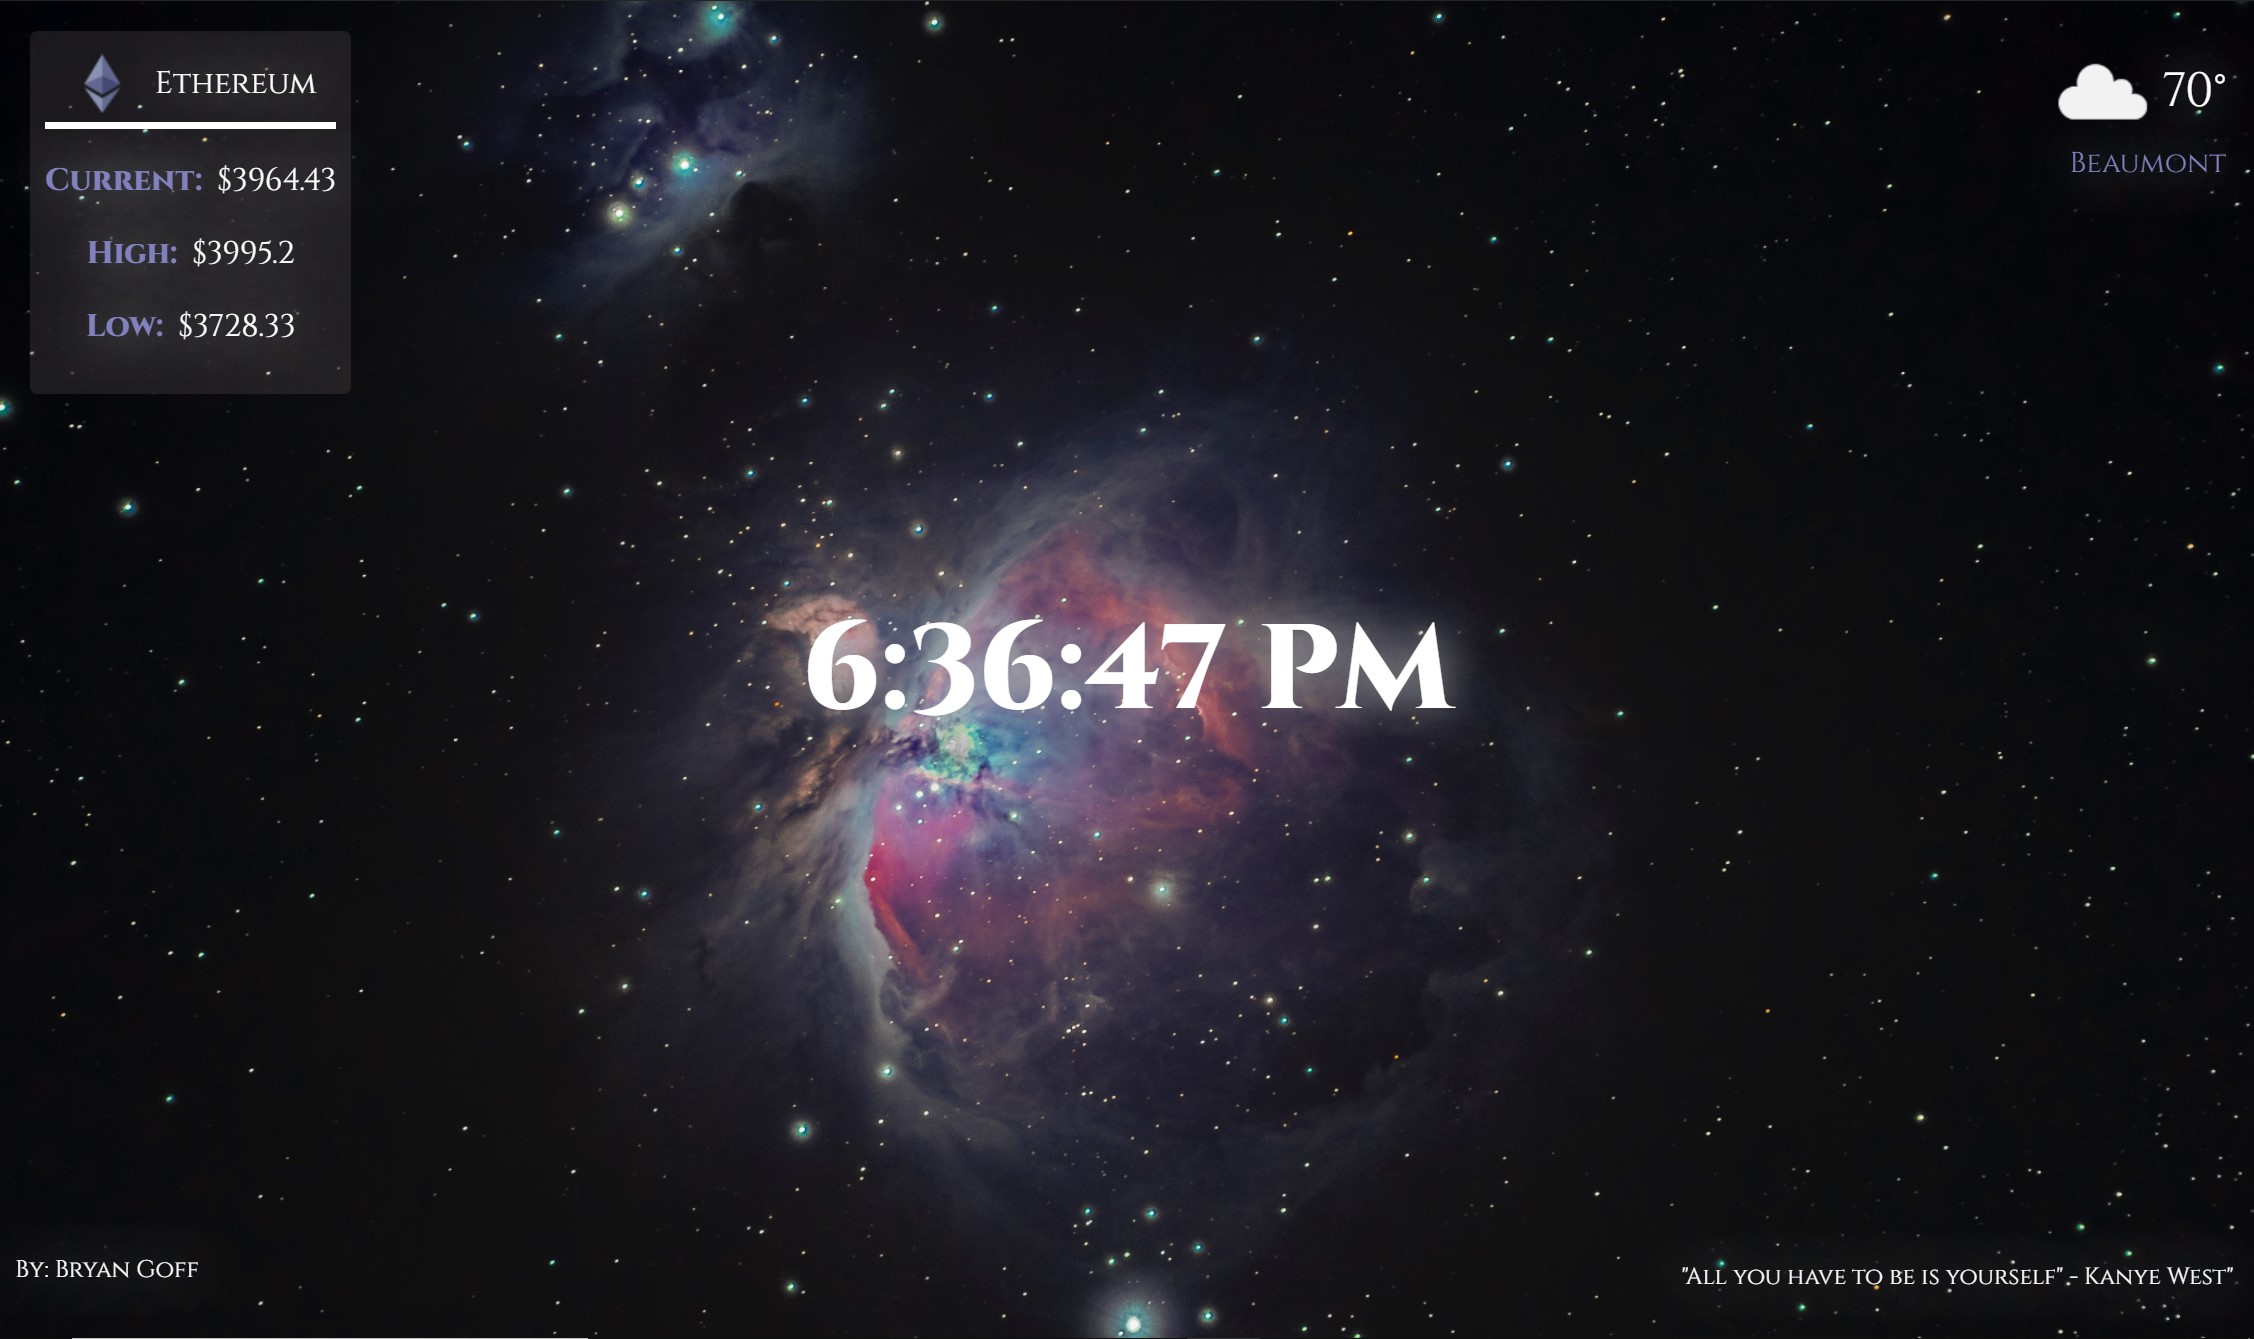 Ethereum
70°
Current: $3964.43
Beaumont
High: $3995.2
Low: $3728.33
6:36:47 PM
By: Bryan Goff
"All you have to be is yourself" - Kanye West"